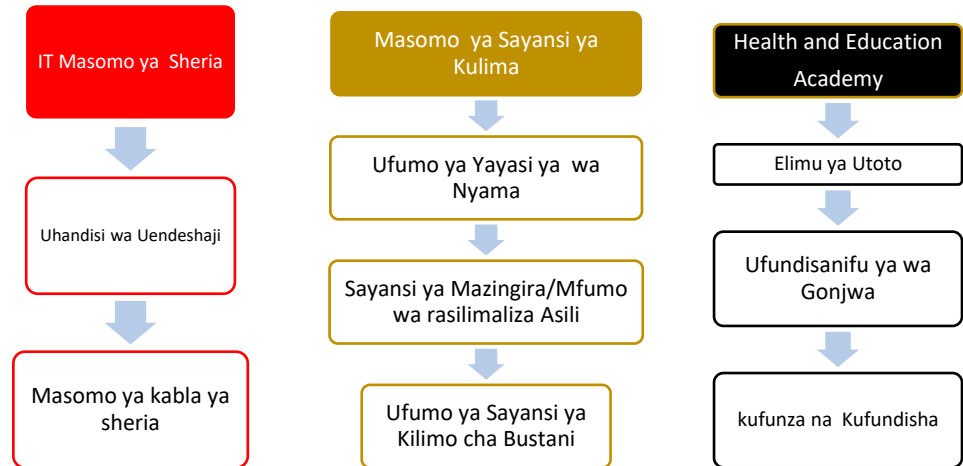 IT Masomo ya Sheria
Uhandisi wa Uendeshaji
Masomo ya kabla ya
sheria
Masomo ya Sayansi ya
Kulima
Ufumo ya Yayasi ya wa
Nyama
Sayansi ya Mazingira/Mfumo
wa rasilimaliza Asili
Ufumo ya Sayansi ya
Kilimo cha Bustani
Health and Education
Academy
Elimu ya Utoto
Ufundisanifu ya wa
Gonjwa
kufunza na Kufundisha